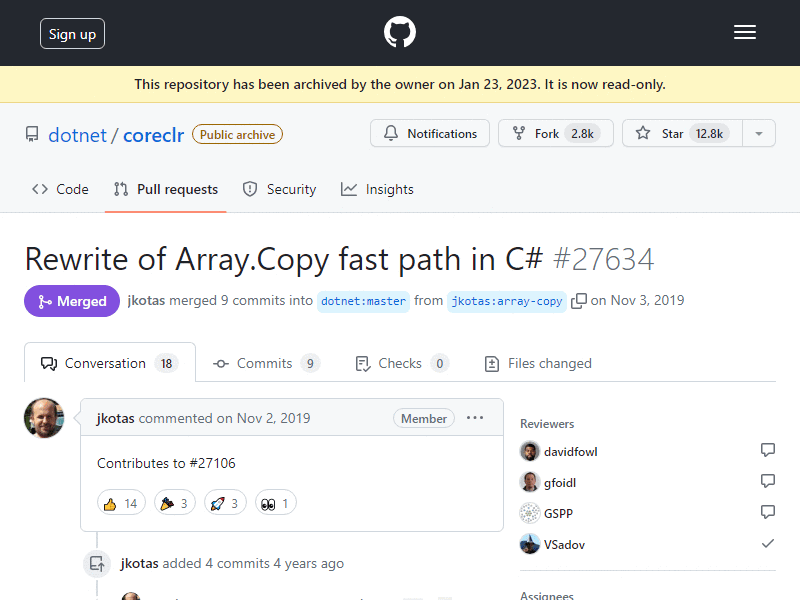 Sign up
This repository has been archived by the owner on Jan 23, 2023. It is now read-only.
dotnet / coreclr Public archive Notifications Fork 2.8k Star 12.8k
Code Pull requests Security Insights
Rewrite of Array.Copy fast path in C# #27634
Merged jkotas merged 9 commits into dotnet:master from jkotas:array-copy on Nov 3, 2019
Conversation 18 Commits 9 Checks 0 Files changed
jkotas commented on Nov 2, 2019 Member
Contributes to #27106
14 3 3 1
jkotas added 4 commits 4 years ago
Reviewers
davidfowl
gfoidl
GSPP
VSadov
Assignees